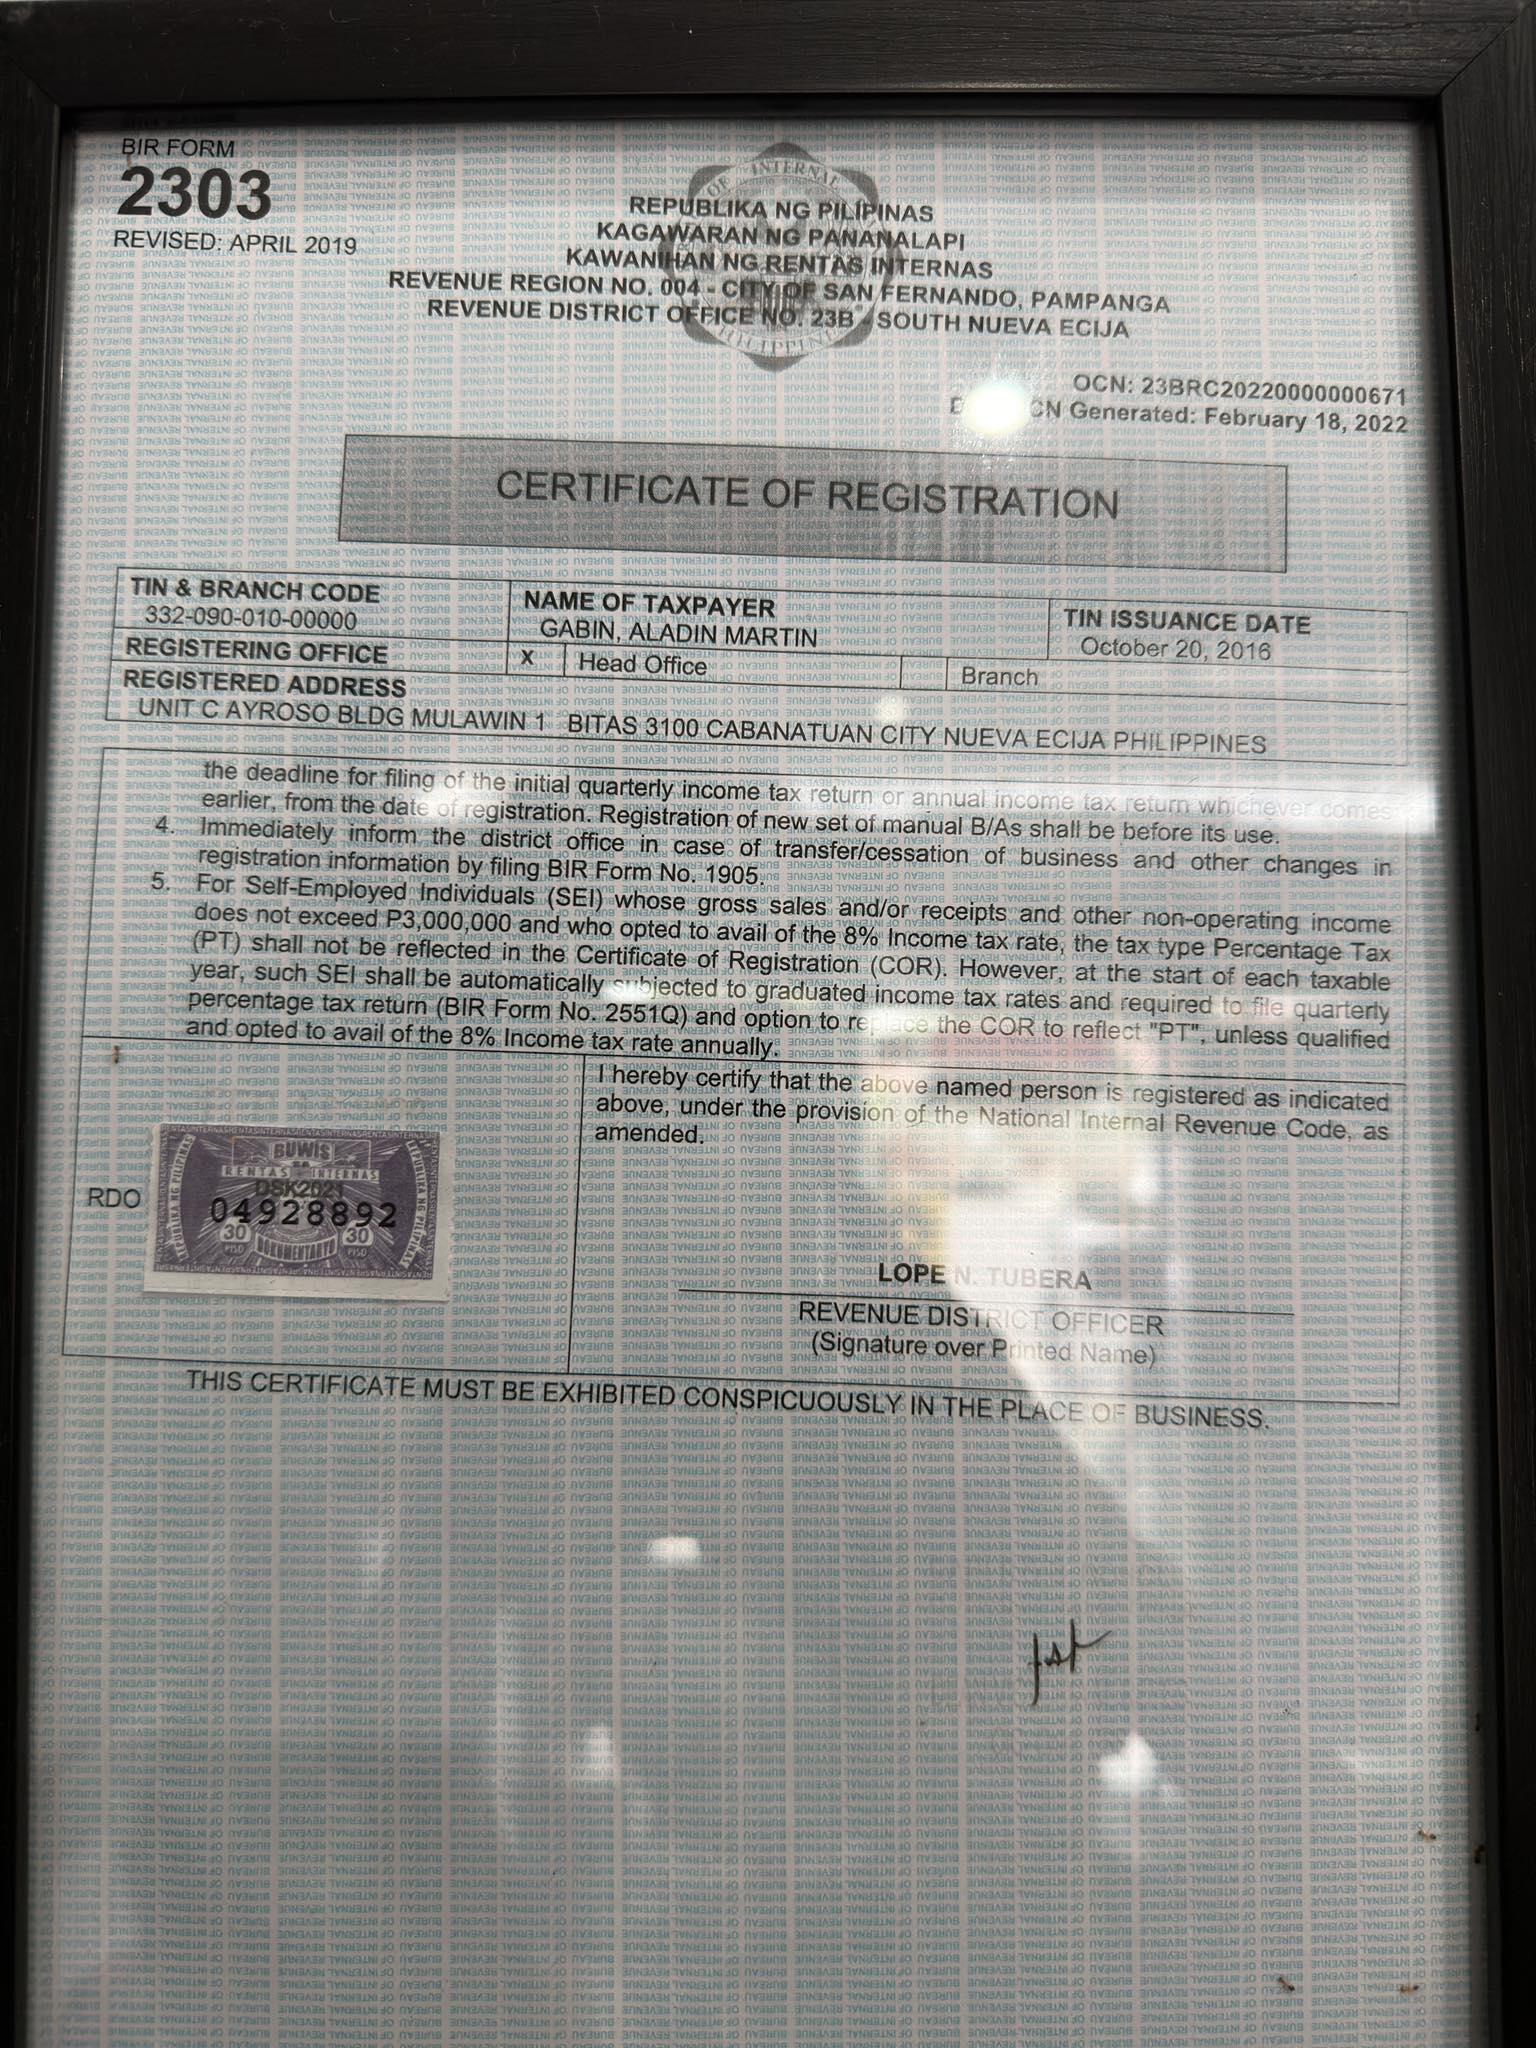 BIR FORM
2303
REVISED: APRIL 2019
REPUBLIKA NG PILIPINAS
KAGAWARAN NG PANANALAPI
KAWANIHAN NG RENTAS INTERNAS
REVENUE REGION NO. 004 - CITY OF SAN FERNANDO, PAMPANGA
REVENUE DISTRICT OFFICE NO. 23B - SOUTH NUEVA ECIJA
OCN: 23BRC20220000000671
CN Generated: February 18, 2022
CERTIFICATE OF REGISTRATION
TIN & BRANCH CODE
332-090-010-00000
NAME OF TAXPAYER
GABIN, ALADIN MARTIN
TIN ISSUANCE DATE
October 20, 2016
REGISTERING OFFICE
X Head Office
Branch
REGISTERED ADDRESS
UNIT C AYROSO BLDG MULAWIN 1 BITAS 3100 CABANATUAN CITY NUEVA ECIJA PHILIPPINES
the deadline for filing of the initial quarterly income tax return or annual income tax return whichever comes
earlier, from the date of registration. Registration of new set of manual B/As shall be before its use.
4. Immediately inform the district office in case of transfer/cessation of business and other changes in
registration information by filing BIR Form No. 1905.
5. For Self-Employed Individuals (SEI) whose gross sales and/or receipts and other non-operating income
does not exceed P3,000,000 and who opted to avail of the 8% Income tax rate, the tax type Percentage Tax
(PT) shall not be reflected in the Certificate of Registration (COR). However, at the start of each taxable
year, such SEI shall be automatically subjected to graduated income tax rates and required to file quarterly
percentage tax return (BIR Form No. 2551Q) and option to replace the COR to reflect "PT", unless qualified
and opted to avail of the 8% Income tax rate annually.
I hereby certify that the above named person is registered as indicated
above, under the provision of the National Internal Revenue Code, as
amended.
RDO
BUWIS
RENTAS INTERNAS
REPUBLIKA NG PILIPINAS
REPUBLIKA NG PILIPINAS
DSK2021
04928892
30 PISO
30 PISO
DOKUMENTARYO
LOPE N. TUBERA
REVENUE DISTRICT OFFICER
(Signature over Printed Name)
THIS CERTIFICATE MUST BE EXHIBITED CONSPICUOUSLY IN THE PLACE OF BUSINESS.